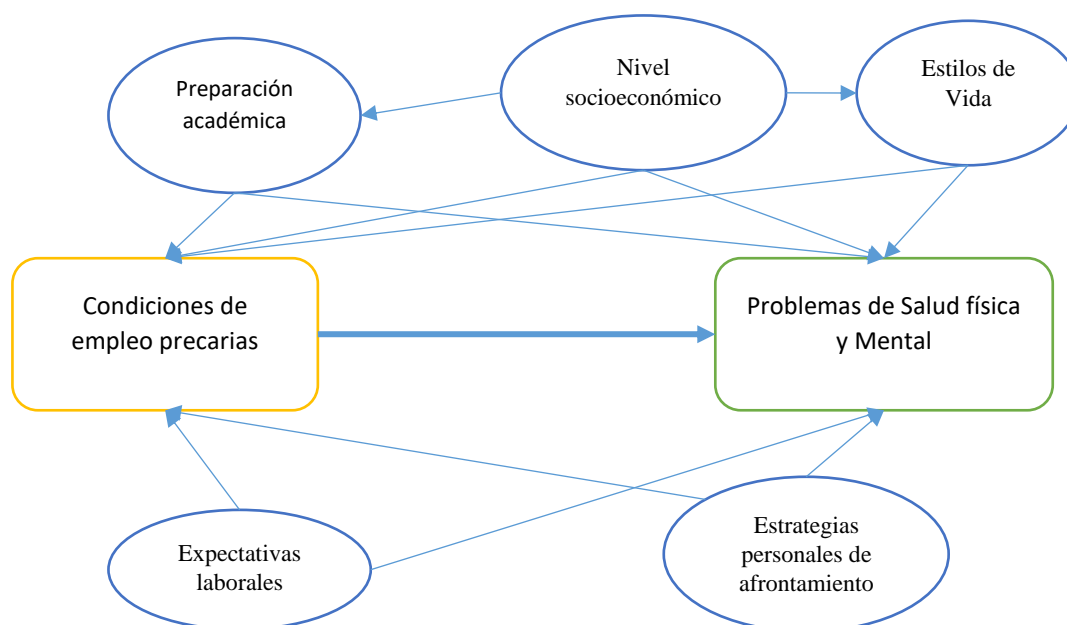 Preparación
académica
Nivel
socioeconómico
Estilos de
Vida
Condiciones de
empleo precarias
Problemas de Salud física
y Mental
Expectativas
laborales
Estrategias
personales de
afrontamiento